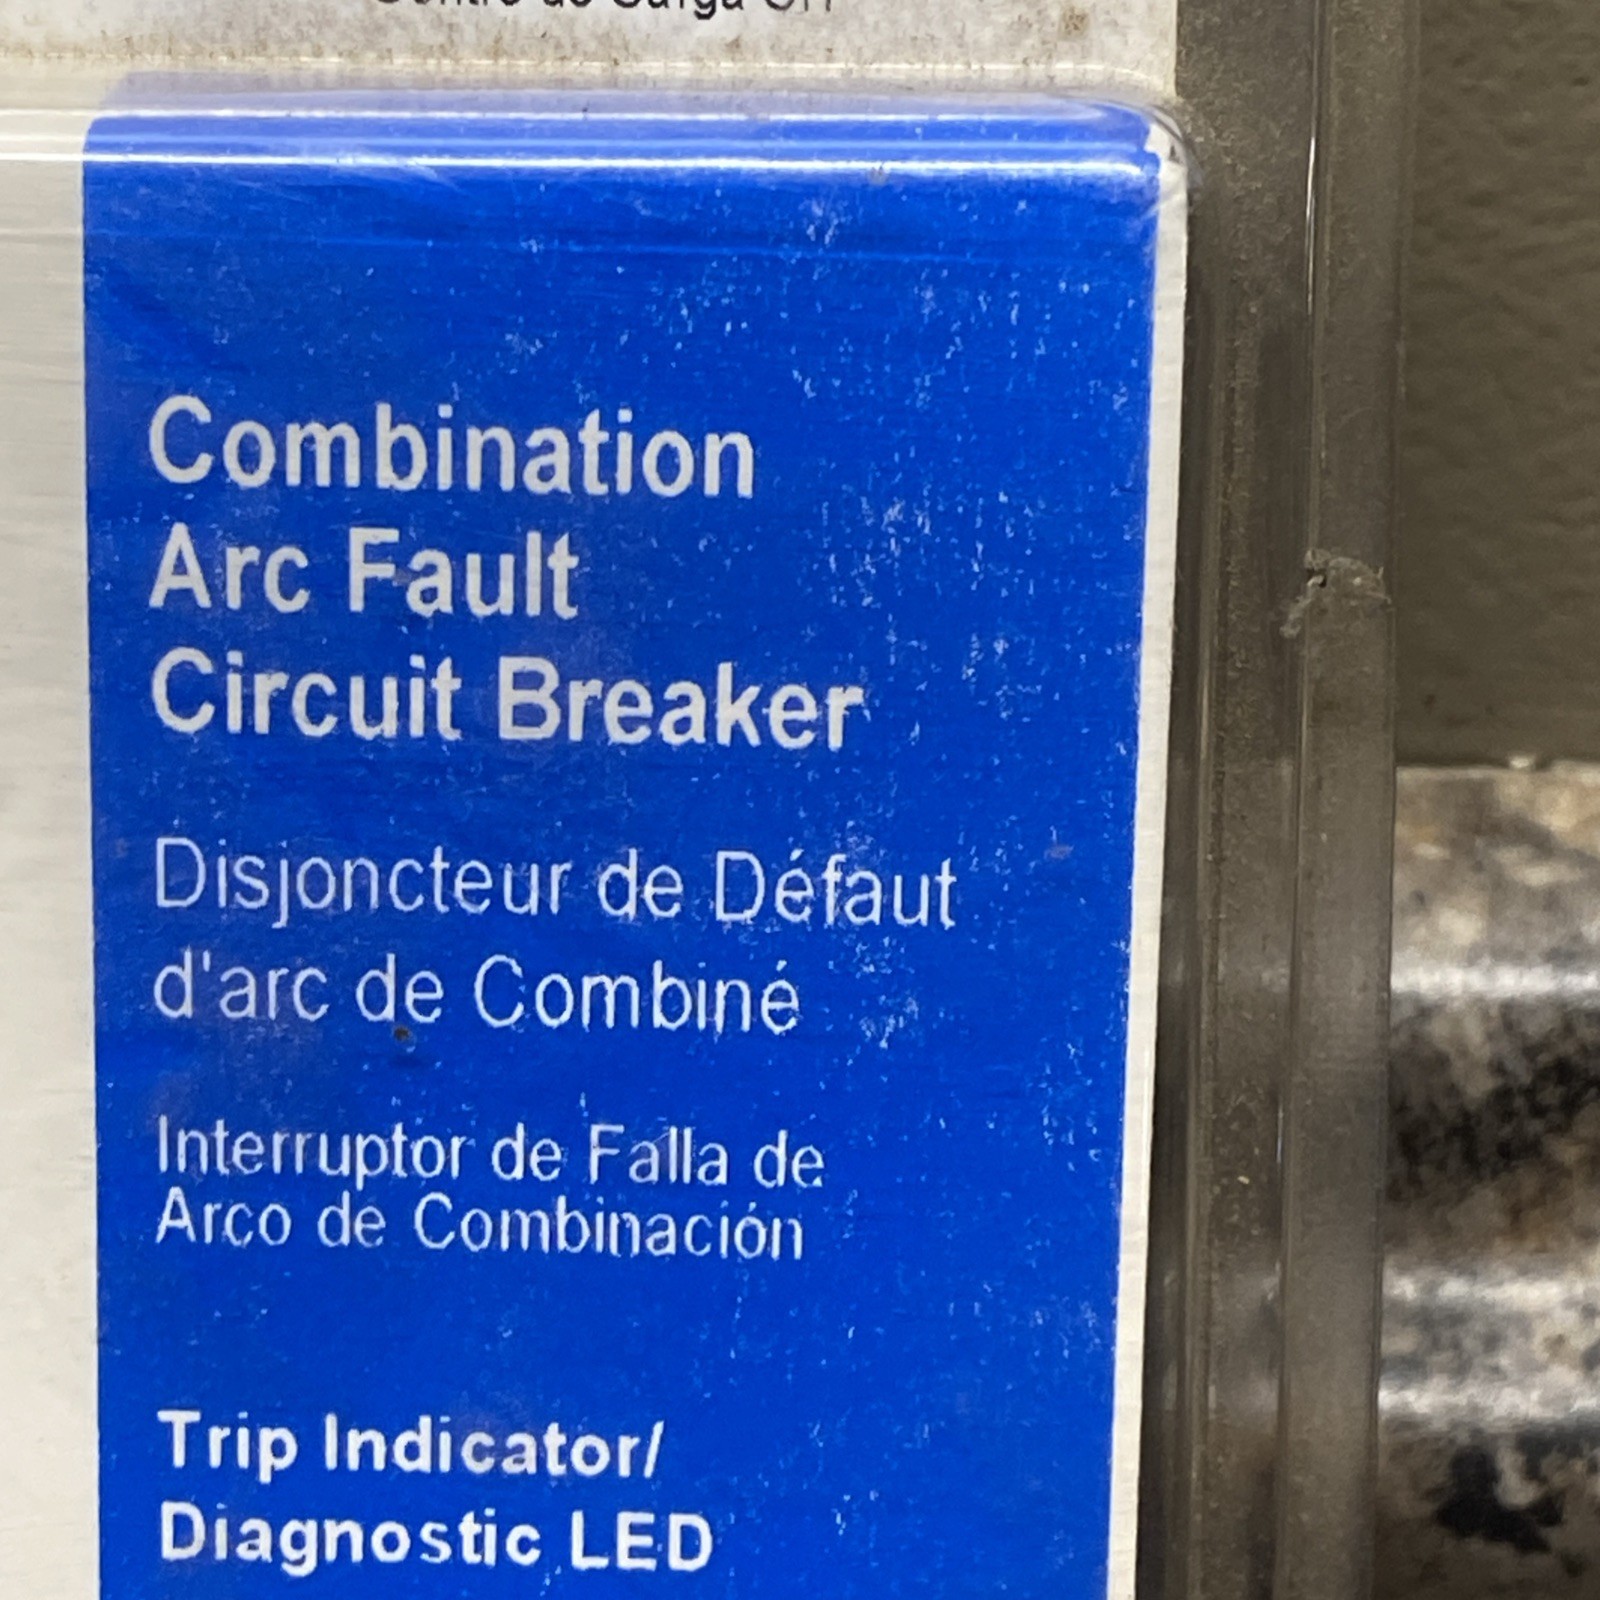 Combination
Arc Fault
Circuit Breaker
Disjoncteur de Défaut
d'arc de Combiné
Interruptor de Falla de
Arco de Combinación
Trip Indicator/
Diagnostic LED